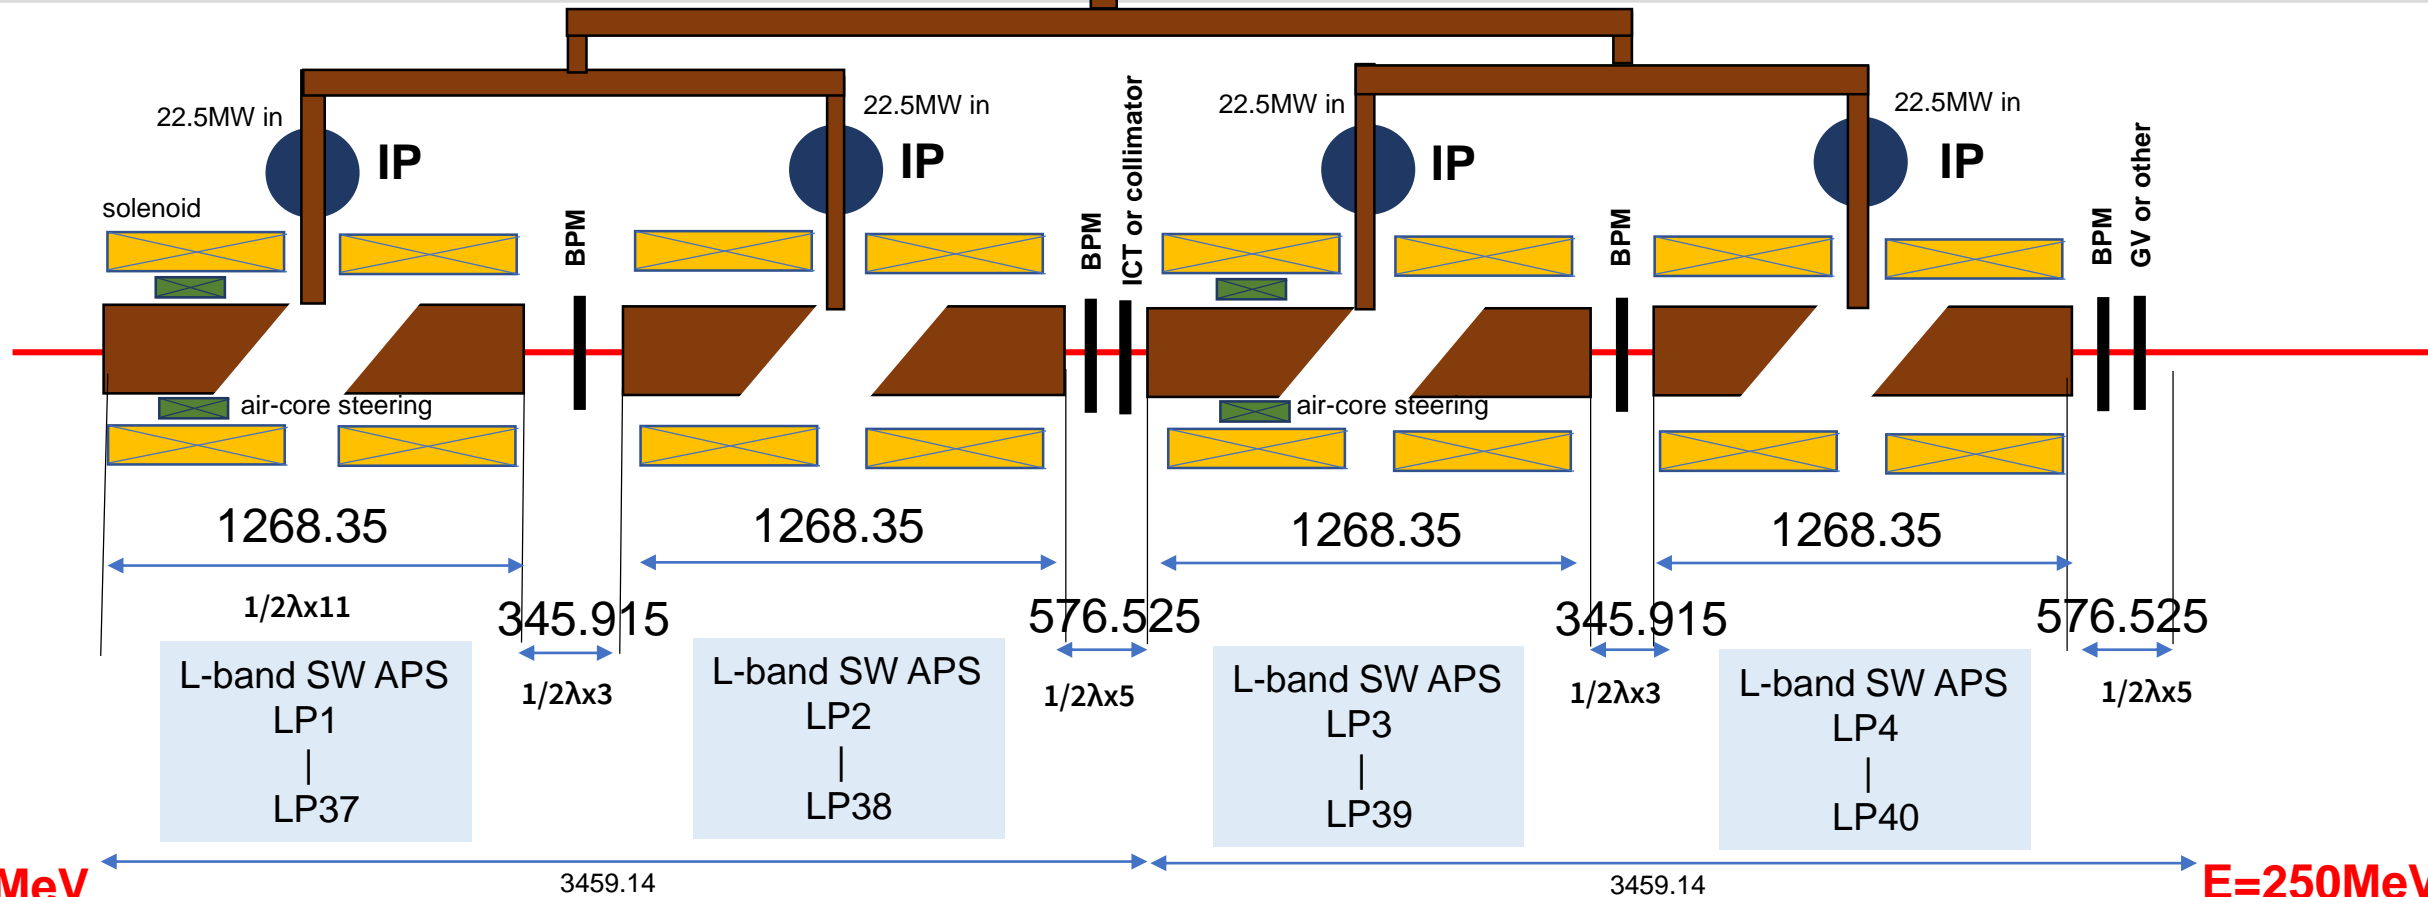 22.5MW in
IP
22.5MW in
IP
22.5MW in
IP
22.5MW in
IP
solenoid
BPM
BPM
ICT or collimator
BPM
BPM
GV or other
air-core steering
air-core steering
1268.35
1268.35
1268.35
1268.35
1/2λx11
345.915
576.525
345.915
576.525
1/2λx3
1/2λx5
1/2λx3
1/2λx5
L-band SW APS
LP1
|
LP37
L-band SW APS
LP2
|
LP38
L-band SW APS
LP3
|
LP39
L-band SW APS
LP4
|
LP40
MeV
3459.14
3459.14
E=250MeV